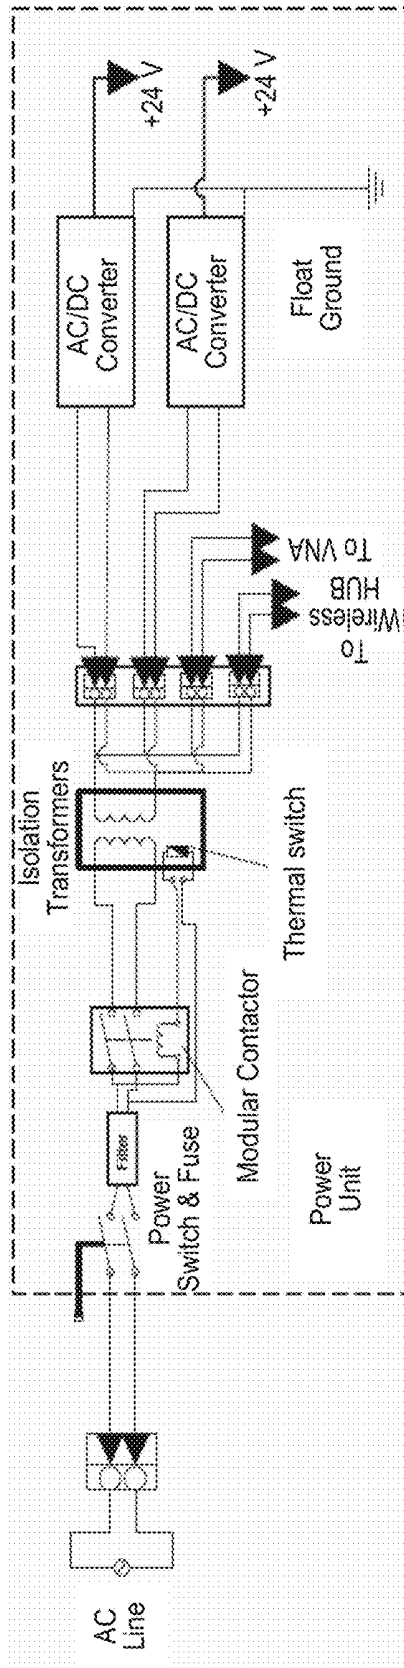 AC
Line
Power
Switch & Fuse
Filter
Modular Contactor
Power
Unit
Isolation
Transformers
Thermal switch
To
Wireless
HUB
To VNA
AC/DC
Converter
AC/DC
Converter
Float
Ground
+24 V
+24 V